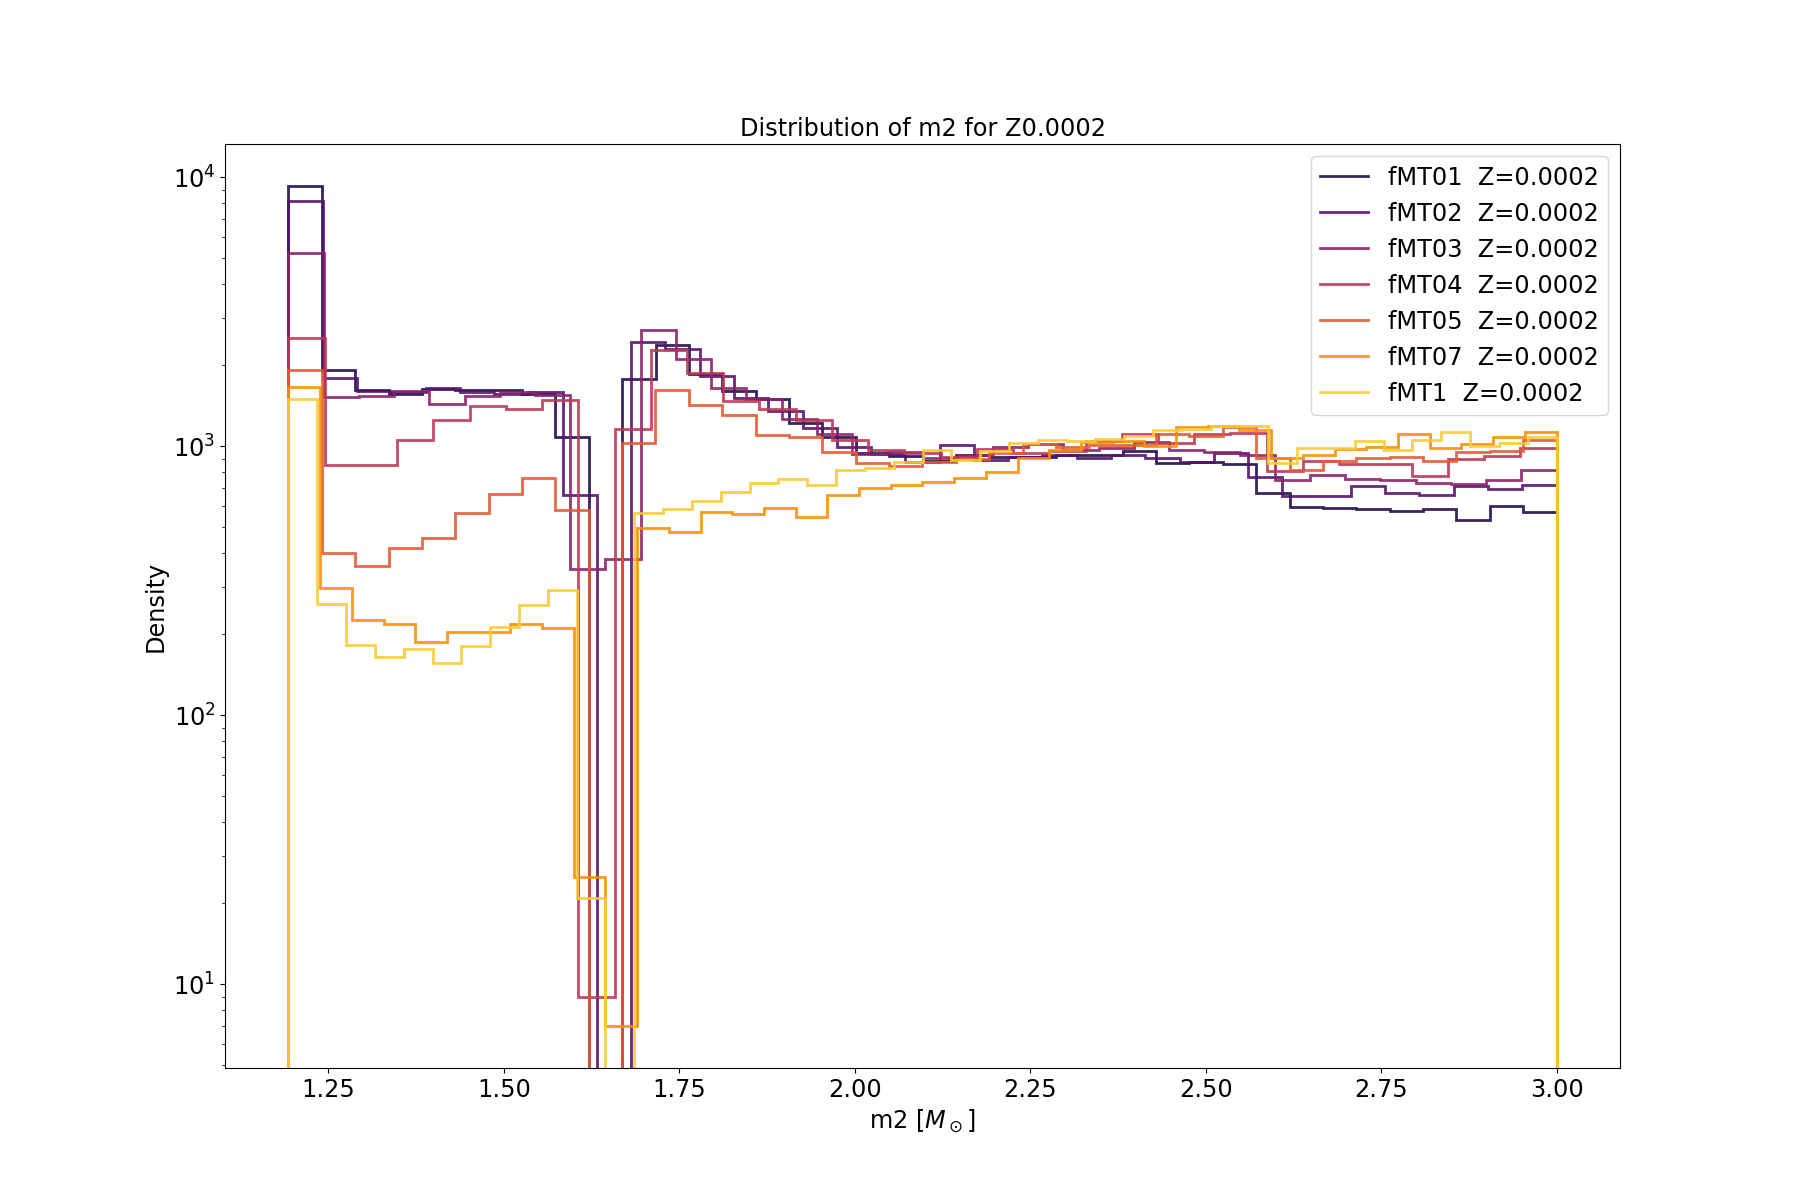 Distribution of m2 for Z0.0002
10^4
10^3
10^2
10^1
Density
fMT01 Z=0.0002
fMT02 Z=0.0002
fMT03 Z=0.0002
fMT04 Z=0.0002
fMT05 Z=0.0002
fMT07 Z=0.0002
fMT1 Z=0.0002
1.25 1.50 1.75 2.00 2.25 2.50 2.75 3.00
m2 [M_⊙]